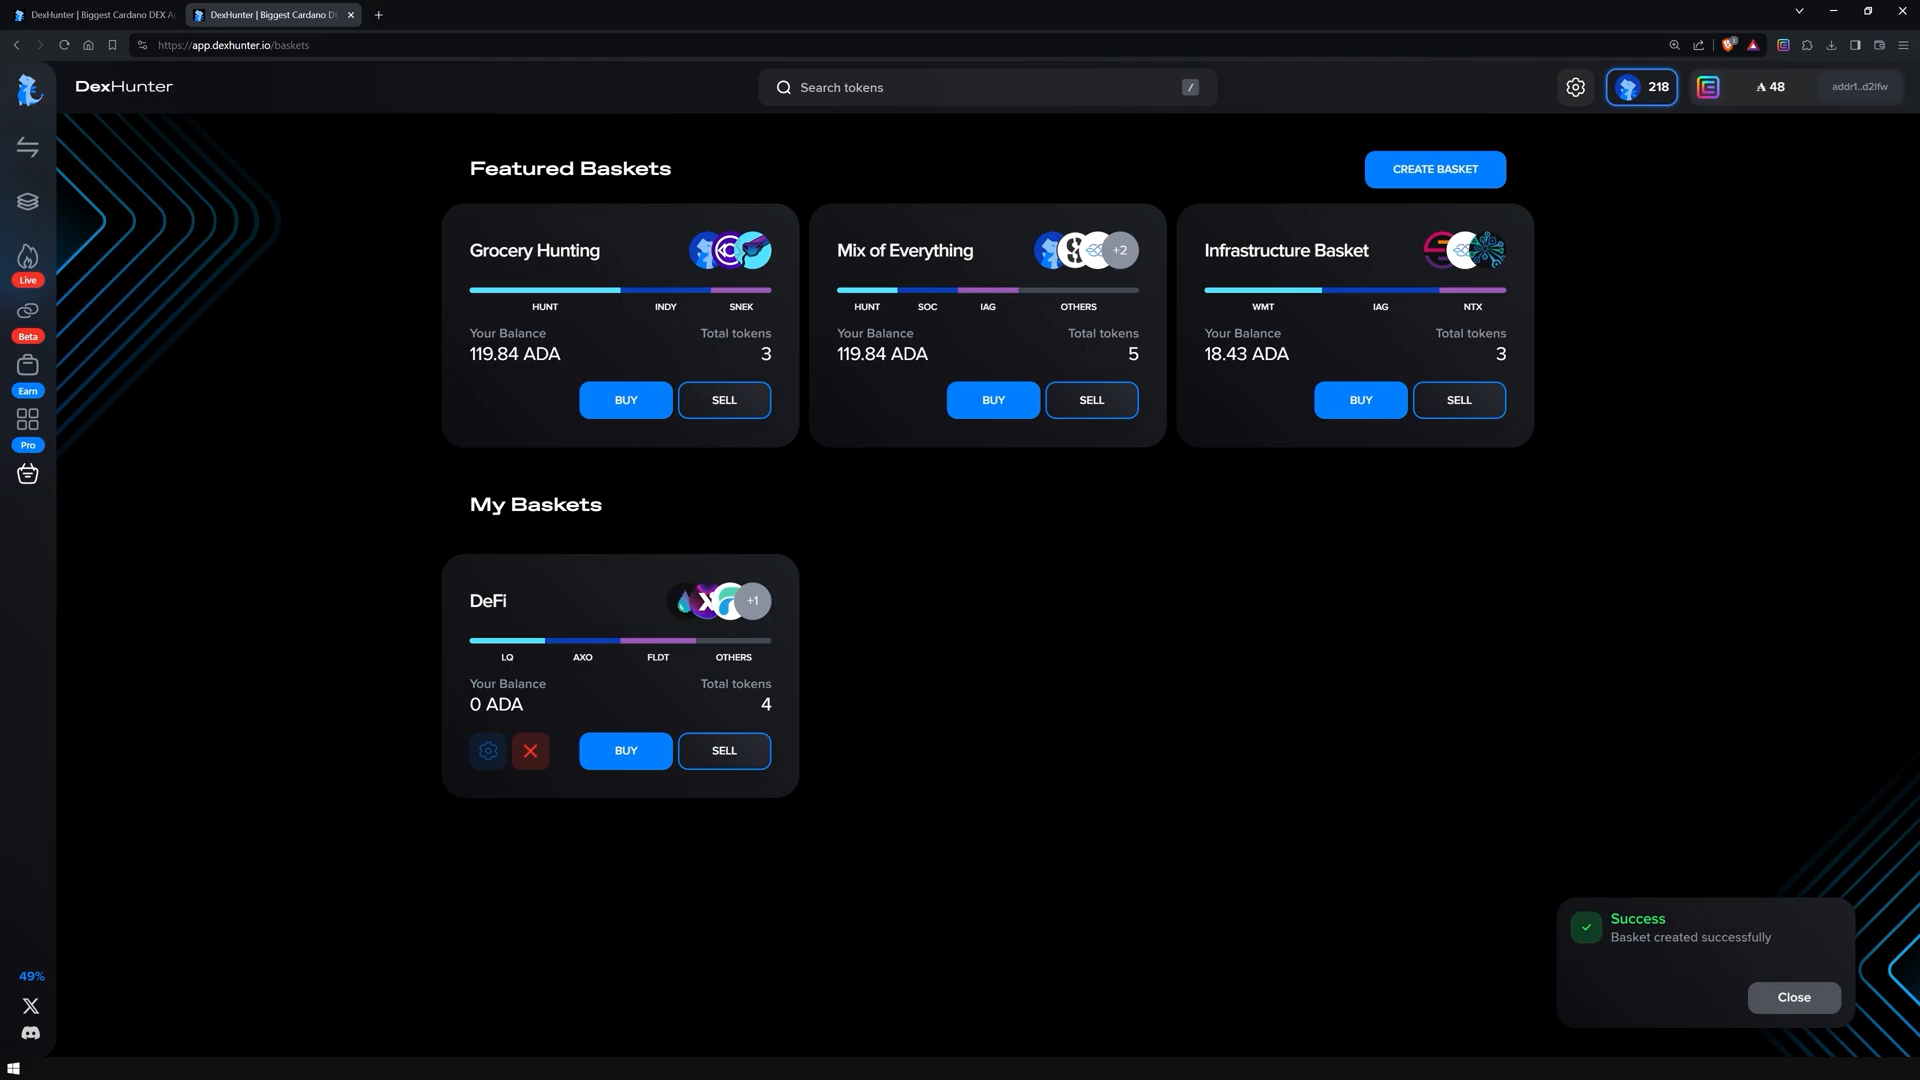 DexHunter | Biggest Cardano DEX A
DexHunter | Biggest Cardano D
https://app.dexhunter.io/baskets
DexHunter
Search tokens
/
218
₳ 48
addr1..d2lfw
Live
Beta
Earn
Pro
49%
Featured Baskets
CREATE BASKET
Grocery Hunting
HUNT INDY SNEK
Your Balance Total tokens
119.84 ADA 3
BUY SELL
Mix of Everything
+2
HUNT SOC IAG OTHERS
Your Balance Total tokens
119.84 ADA 5
BUY SELL
Infrastructure Basket
WMT IAG NTX
Your Balance Total tokens
18.43 ADA 3
BUY SELL
My Baskets
DeFi
+1
LQ AXO FLDT OTHERS
Your Balance Total tokens
0 ADA 4
BUY SELL
Success
Basket created successfully
Close